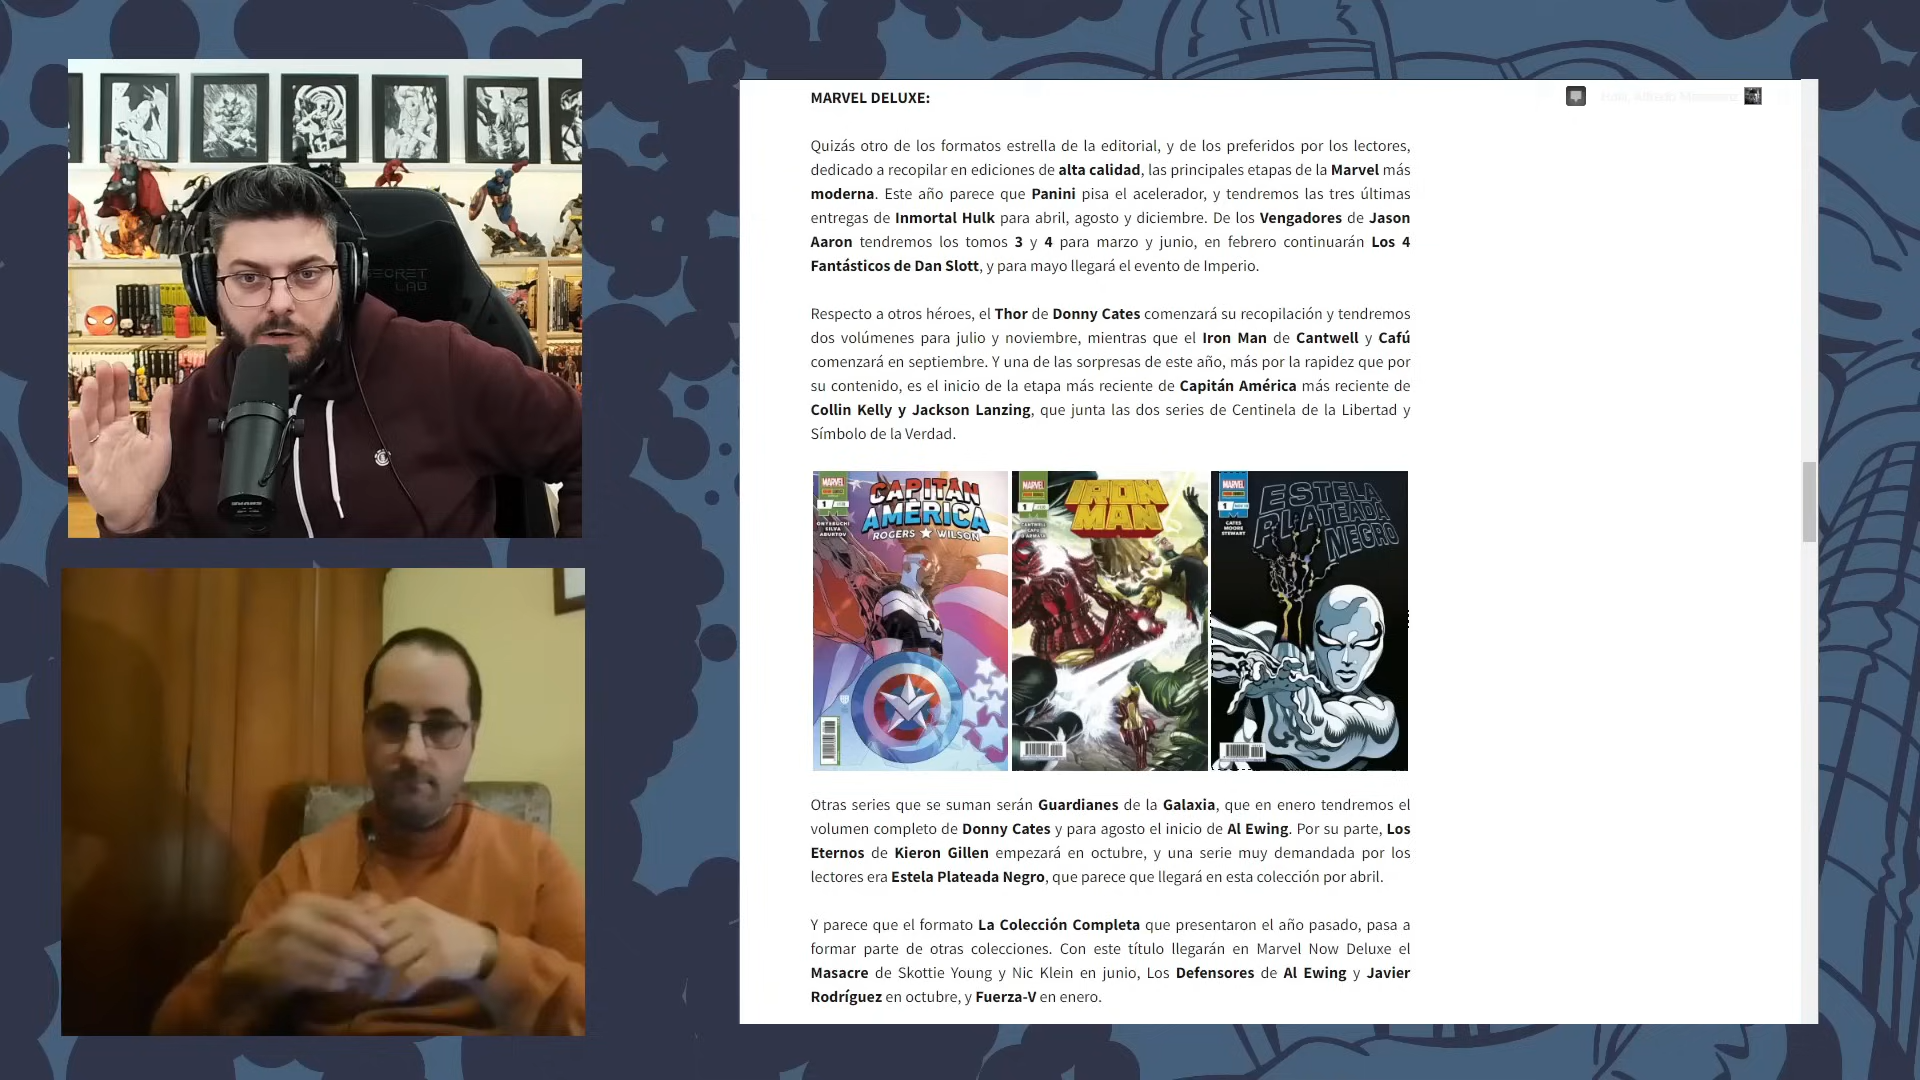 MARVEL DELUXE:
Quizás otro de los formatos estrella de la editorial, y de los preferidos por los lectores,
dedicado a recopilar en ediciones de alta calidad, las principales etapas de la Marvel más
moderna. Este año parece que Panini pisa el acelerador, y tendremos las tres últimas
entregas de Inmortal Hulk para abril, agosto y diciembre. De los Vengadores de Jason
Aaron tendremos los tomos 3 y 4 para marzo y junio, en febrero continuarán Los 4
Fantásticos de Dan Slott, y para mayo llegará el evento de Imperio.
Respecto a otros héroes, el Thor de Donny Cates comenzará su recopilación y tendremos
dos volúmenes para julio y noviembre, mientras que el Iron Man de Cantwell y Cafú
comenzará en septiembre. Y una de las sorpresas de este año, más por la rapidez que por
su contenido, es el inicio de la etapa más reciente de Capitán América más reciente de
Collin Kelly y Jackson Lanzing, que junta las dos series de Centinela de la Libertad y
Símbolo de la Verdad.
MARVEL
1
CAPITÁN
AMÉRICA
ROGERS WILSON
ONYEBUCHI
SILVA
ABURTOV
MARVEL
1
IRON
MAN
CANTWELL
CAFU
D'ARMATA
MARVEL
1
ESTELA
PLATEADA
NEGRO
CATES
MOORE
STEWART
Otras series que se suman serán Guardianes de la Galaxia, que en enero tendremos el
volumen completo de Donny Cates y para agosto el inicio de Al Ewing. Por su parte, Los
Eternos de Kieron Gillen empezará en octubre, y una serie muy demandada por los
lectores era Estela Plateada Negro, que parece que llegará en esta colección por abril.
Y parece que el formato La Colección Completa que presentaron el año pasado, pasa a
formar parte de otras colecciones. Con este título llegarán en Marvel Now Deluxe el
Masacre de Skottie Young y Nic Klein en junio, Los Defensores de Al Ewing y Javier
Rodríguez en octubre, y Fuerza-V en enero.
SECRET
LAB